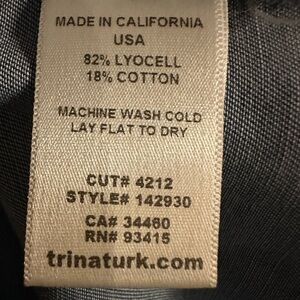 MADE IN CALIFORNIA
USA
82% LYOCELL
18% COTTON
MACHINE WASH COLD
LAY FLAT TO DRY
CUT# 4212
STYLE# 142930
CA# 34460
RN# 93415
trinaturk.com